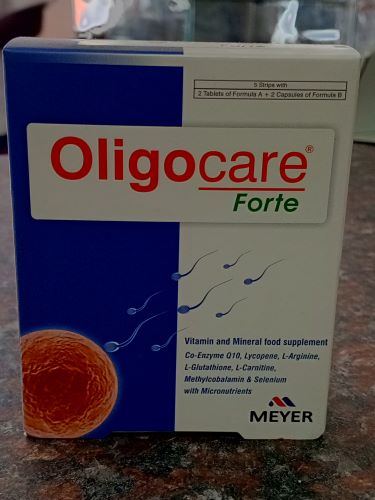 5 Strips with
2 Tablets of Formula A + 2 Capsules of Formula B
Oligocare®
Forte
Vitamin and Mineral food supplement
Co-Enzyme Q10, Lycopene, L-Arginine,
L-Glutathione, L-Carnitine,
Methylcobalamin & Selenium
with Micronutrients
MEYER